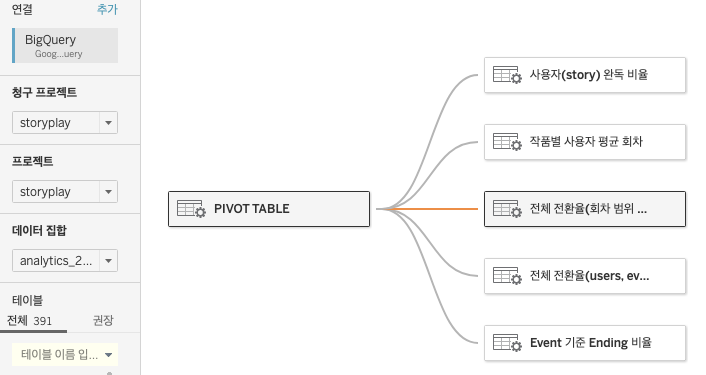 연결 추가
BigQuery
Goog...uery
청구 프로젝트
storyplay
프로젝트
storyplay
데이터 집합
analytics_2...
테이블
전체 391 권장
테이블 이름 입...
PIVOT TABLE
사용자(story) 완독 비율
작품별 사용자 평균 회차
전체 전환율(회차 범위 ...
전체 전환율(users, ev...
Event 기준 Ending 비율